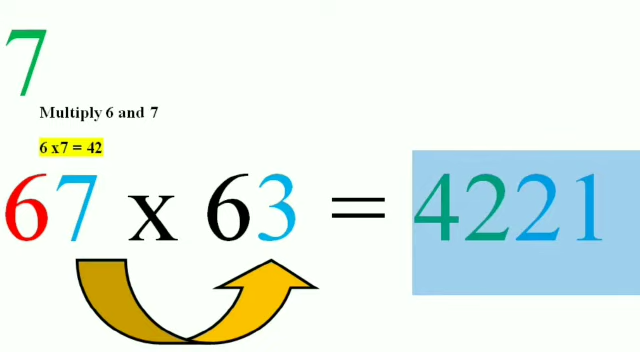 7
Multiply 6 and 7
6 x7 = 42
67 x 63 = 4221